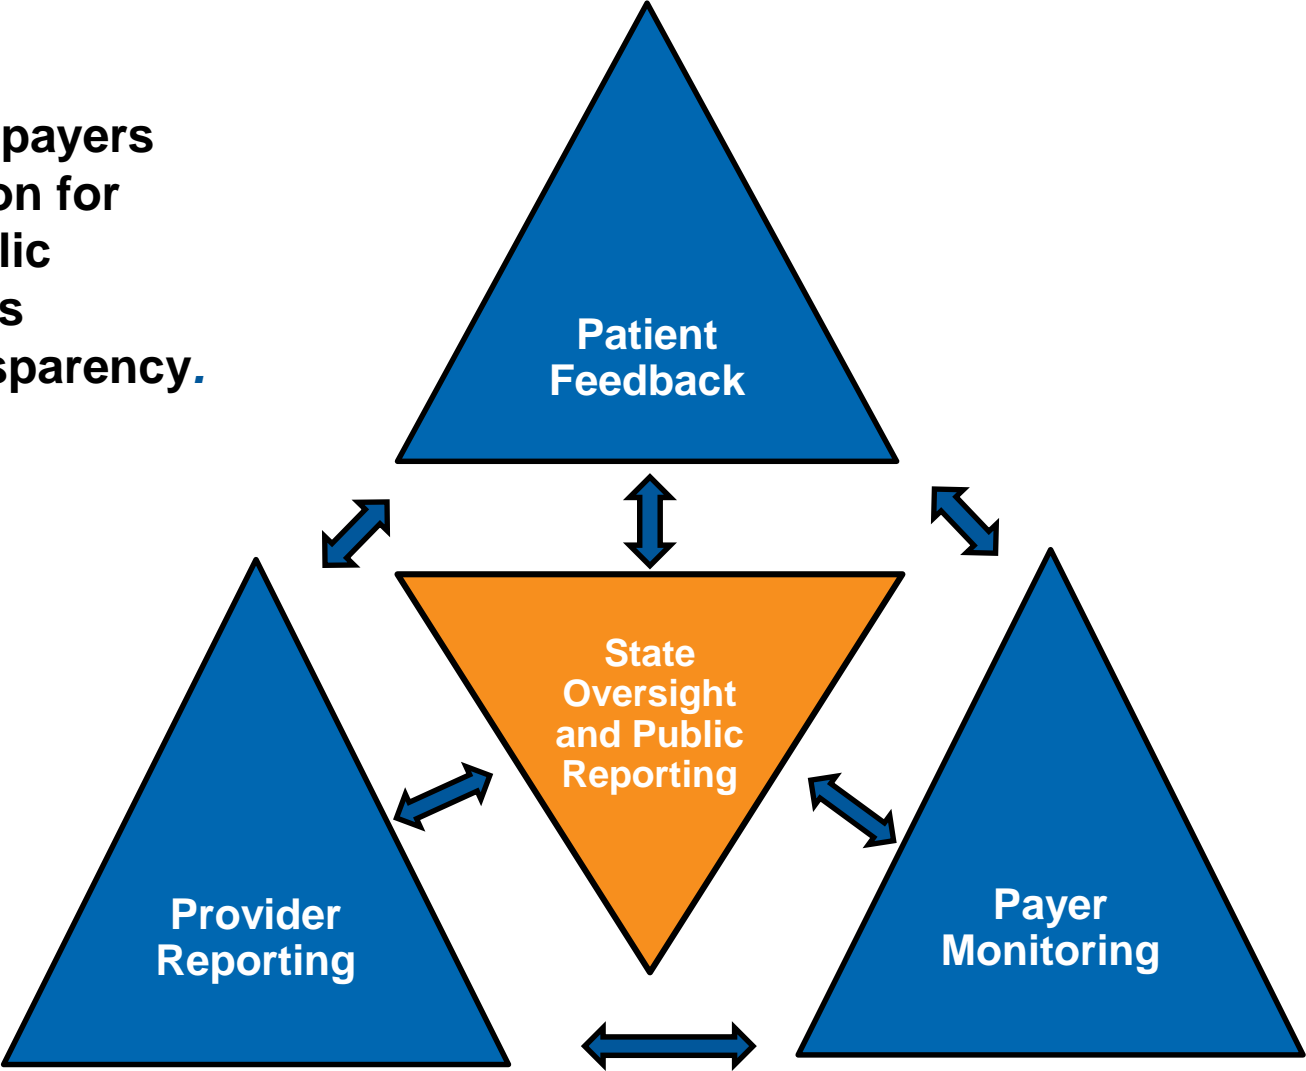 payers
on for
lic
s
sparency.
Patient
Feedback
State
Oversight
and Public
Reporting
Provider
Reporting
Payer
Monitoring